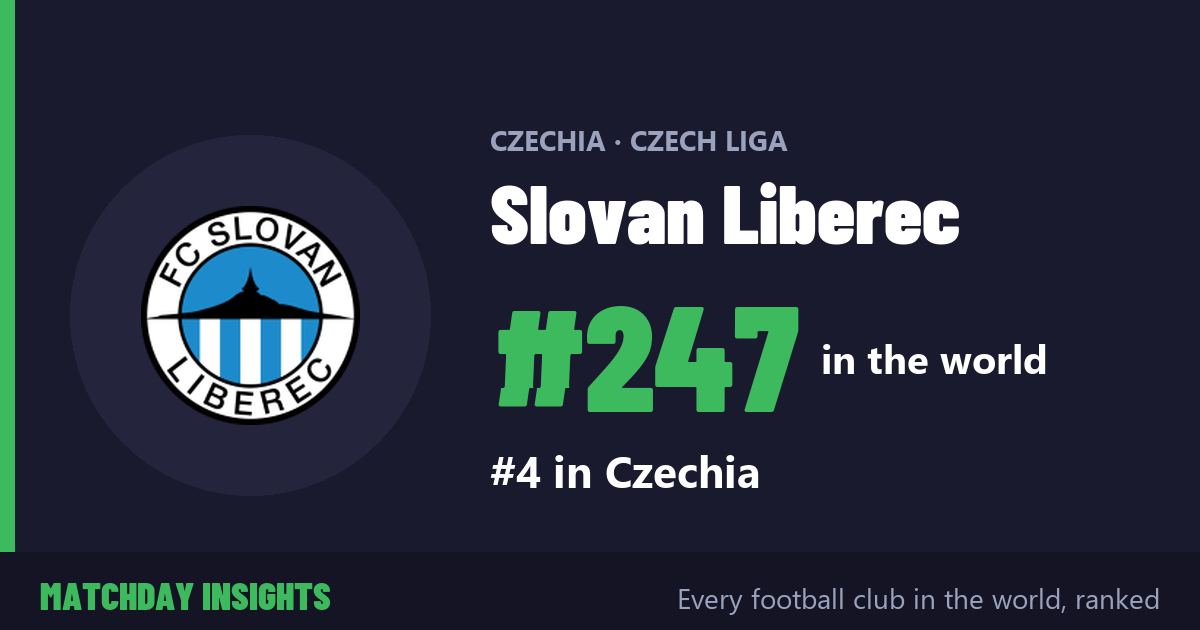 FC SLOVAN
LIBEREC
CZECHIA · CZECH LIGA
Slovan Liberec
#247 in the world
#4 in Czechia
MATCHDAY INSIGHTS
Every football club in the world, ranked